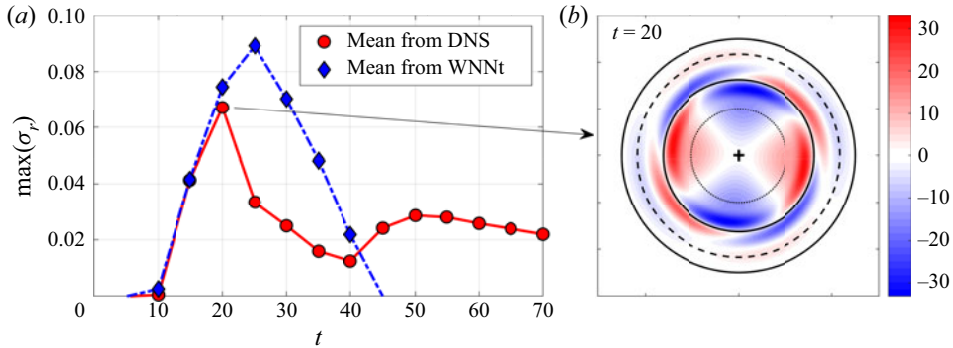 (a)
(b)
0.10
0.08
0.06
0.04
0.02
0
10
20
30
40
50
60
70
max(σr)
t
Mean from DNS
Mean from WNNt
t = 20
30
20
10
0
–10
–20
–30